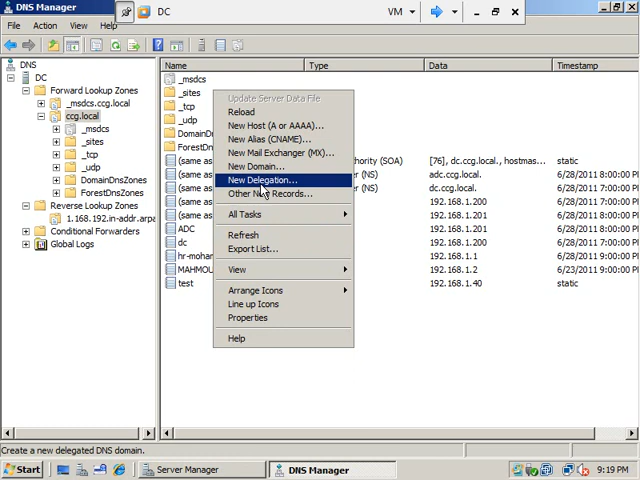 DNS Manager
DC
VM
File Action View Help
DNS
DC
Forward Lookup Zones
_msdcs.ccg.local
ccg.local
_msdcs
_sites
_tcp
_udp
DomainDnsZones
ForestDnsZones
Reverse Lookup Zones
1.168.192.in-addr.arpa
Conditional Forwarders
Global Logs
Name Type Data Timestamp
_msdcs
_sites
_tcp
_udp
DomainD
ForestDns
(same as hority (SOA) [76], dc.ccg.local., hostmas... static
(same as r (NS) adc.ccg.local. 6/28/2011 8:00:00 P
(same as r (NS) dc.ccg.local. 6/28/2011 8:00:00 P
(same as 192.168.1.200 6/28/2011 8:00:00 P
(same as 192.168.1.201 6/28/2011 8:00:00 P
ADC 192.168.1.201 6/28/2011 8:00:00 P
dc 192.168.1.200 6/28/2011 8:00:00 P
hr-moham 192.168.1.1 6/28/2011 8:00:00 P
MAHMOU 192.168.1.2 6/23/2011 9:00:00 P
test 192.168.1.40 static
Update Server Data File
Reload
New Host (A or AAAA)...
New Alias (CNAME)...
New Mail Exchanger (MX)...
New Domain...
New Delegation...
Other New Records...
All Tasks
Refresh
Export List...
View
Arrange Icons
Line up Icons
Properties
Help
Create a new delegated DNS domain.
Start Server Manager DNS Manager 9:19 PM